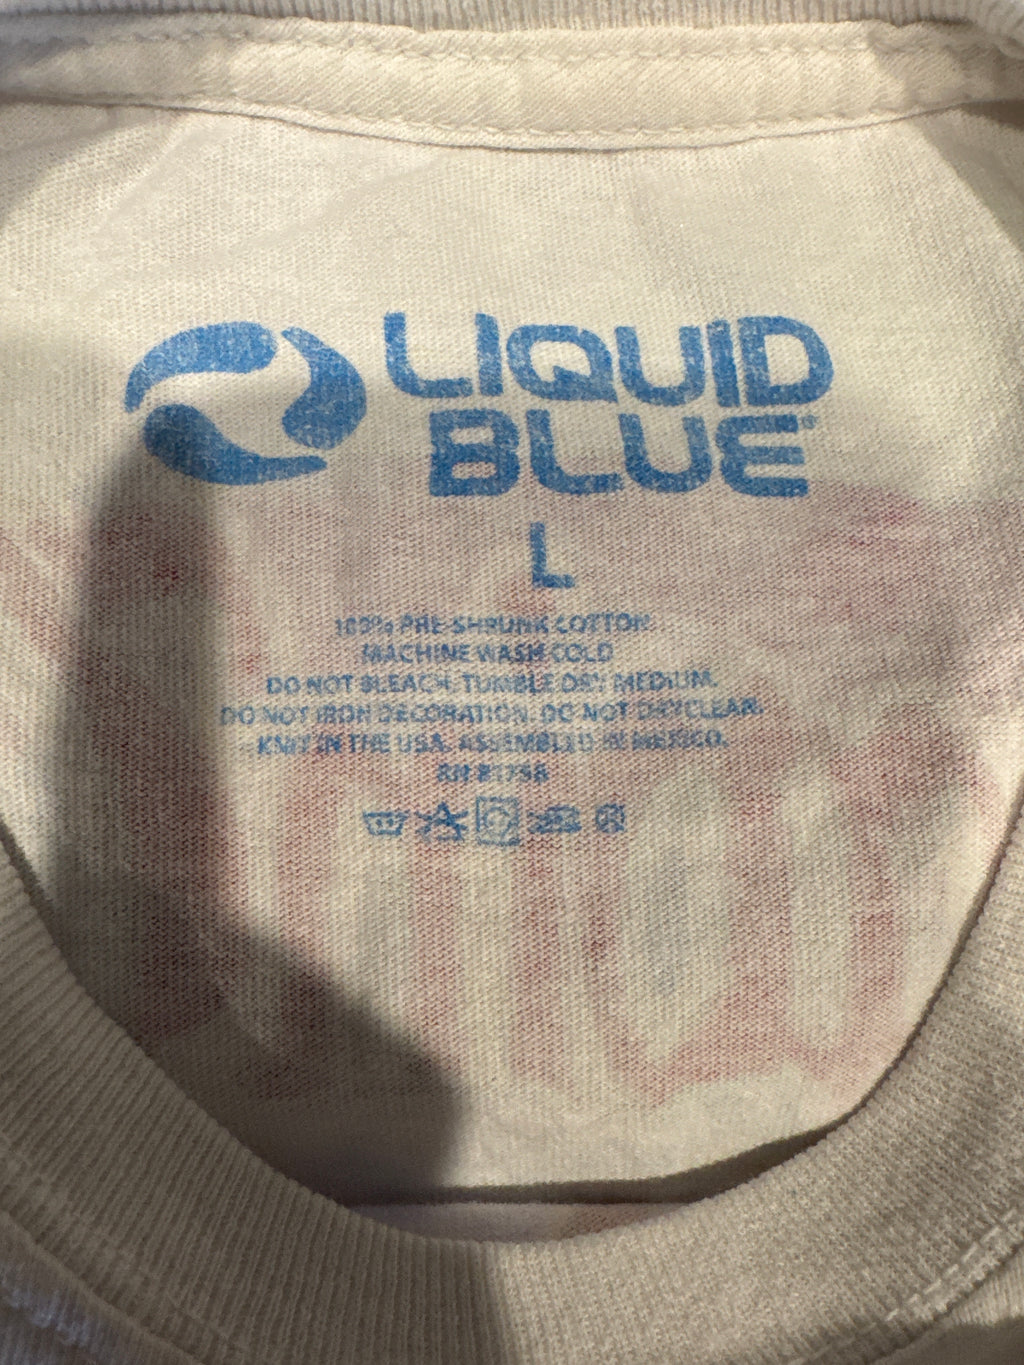 LIQUID
BLUE®
L
100% PRE-SHRUNK COTTON
MACHINE WASH COLD
DO NOT BLEACH. TUMBLE DRY MEDIUM.
DO NOT IRON DECORATION. DO NOT DRYCLEAN.
KNIT IN THE USA. ASSEMBLED IN MEXICO.
RN